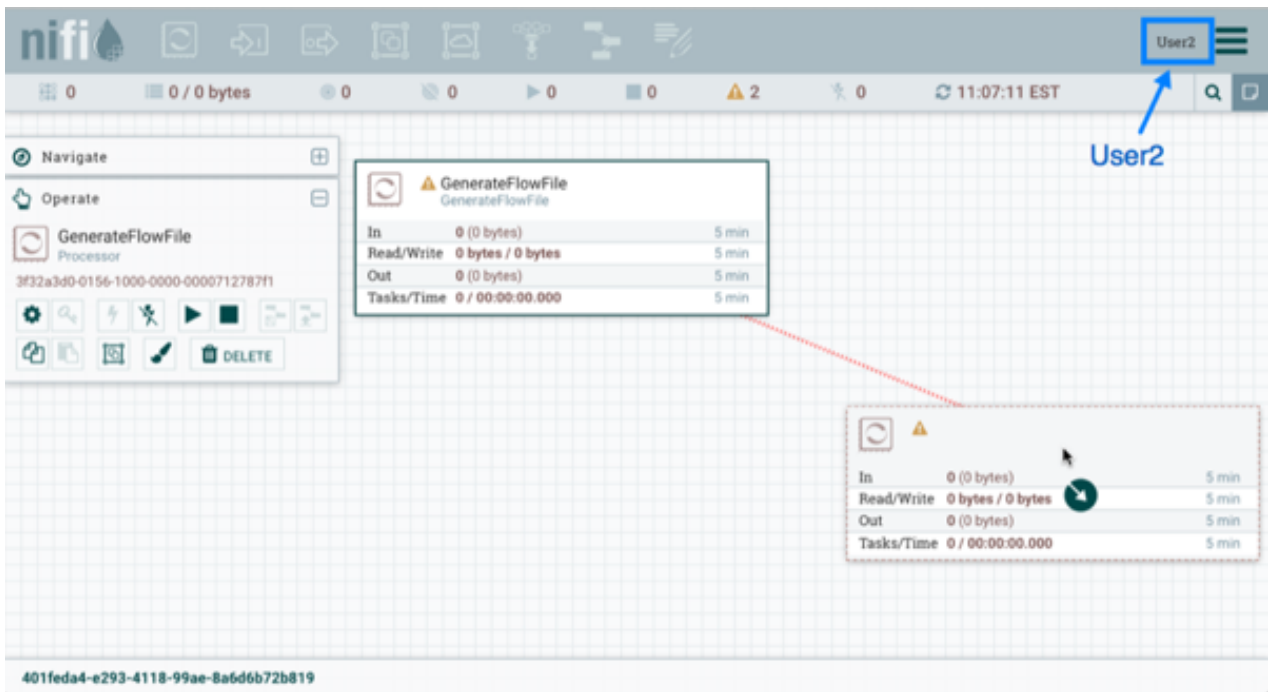 nifi
User2
0
0 / 0 bytes
0
0
0
0
2
0
11:07:11 EST
User2
Navigate
Operate
GenerateFlowFile
Processor
3f32a3d0-0156-1000-0000-0000712787f1
DELETE
GenerateFlowFile
GenerateFlowFile
In 0 (0 bytes) 5 min
Read/Write 0 bytes / 0 bytes 5 min
Out 0 (0 bytes) 5 min
Tasks/Time 0 / 00:00:00.000 5 min
In 0 (0 bytes) 5 min
Read/Write 0 bytes / 0 bytes 5 min
Out 0 (0 bytes) 5 min
Tasks/Time 0 / 00:00:00.000 5 min
401feda4-e293-4118-99ae-8a6d6b72b819